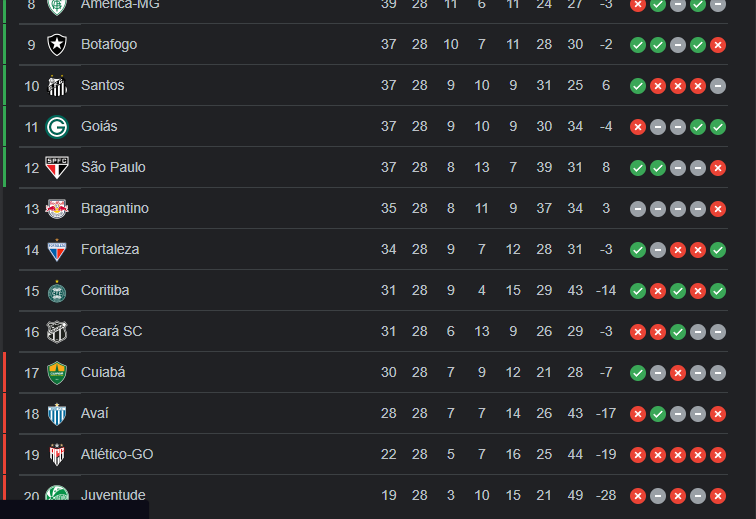 8 América-MG 39 28 11 6 11 24 27 -3
9 Botafogo 37 28 10 7 11 28 30 -2
10 Santos 37 28 9 10 9 31 25 6
11 Goiás 37 28 9 10 9 30 34 -4
12 São Paulo 37 28 8 13 7 39 31 8
13 Bragantino 35 28 8 11 9 37 34 3
14 Fortaleza 34 28 9 7 12 28 31 -3
15 Coritiba 31 28 9 4 15 29 43 -14
16 Ceará SC 31 28 6 13 9 26 29 -3
17 Cuiabá 30 28 7 9 12 21 28 -7
18 Avaí 28 28 7 7 14 26 43 -17
19 Atlético-GO 22 28 5 7 16 25 44 -19
20 Juventude 19 28 3 10 15 21 49 -28